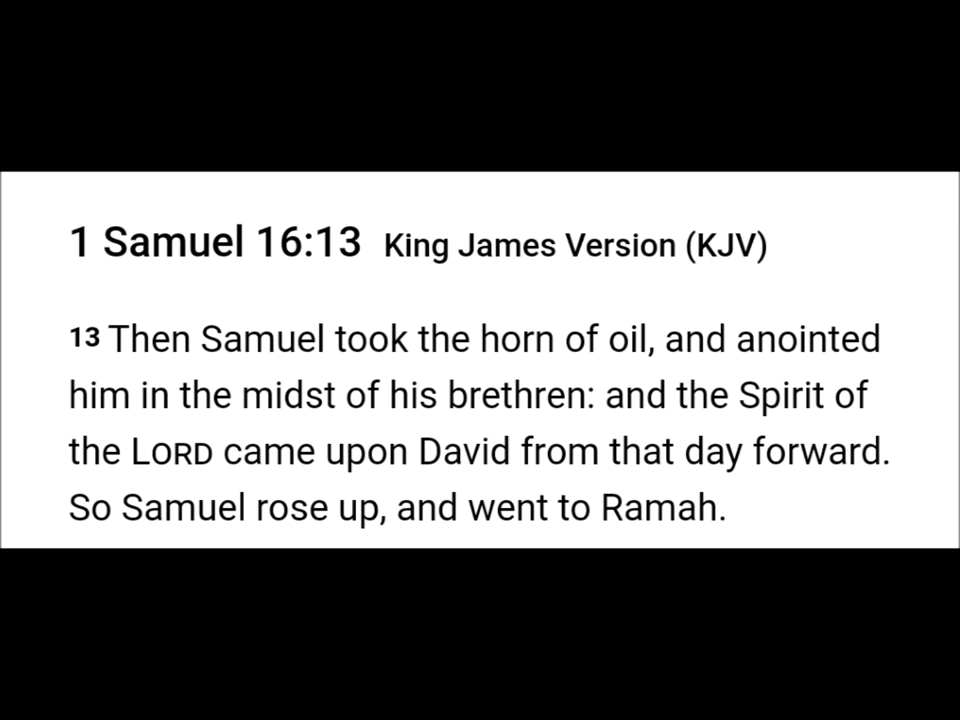 1 Samuel 16:13 King James Version (KJV)
13 Then Samuel took the horn of oil, and anointed
him in the midst of his brethren: and the Spirit of
the LORD came upon David from that day forward.
So Samuel rose up, and went to Ramah.